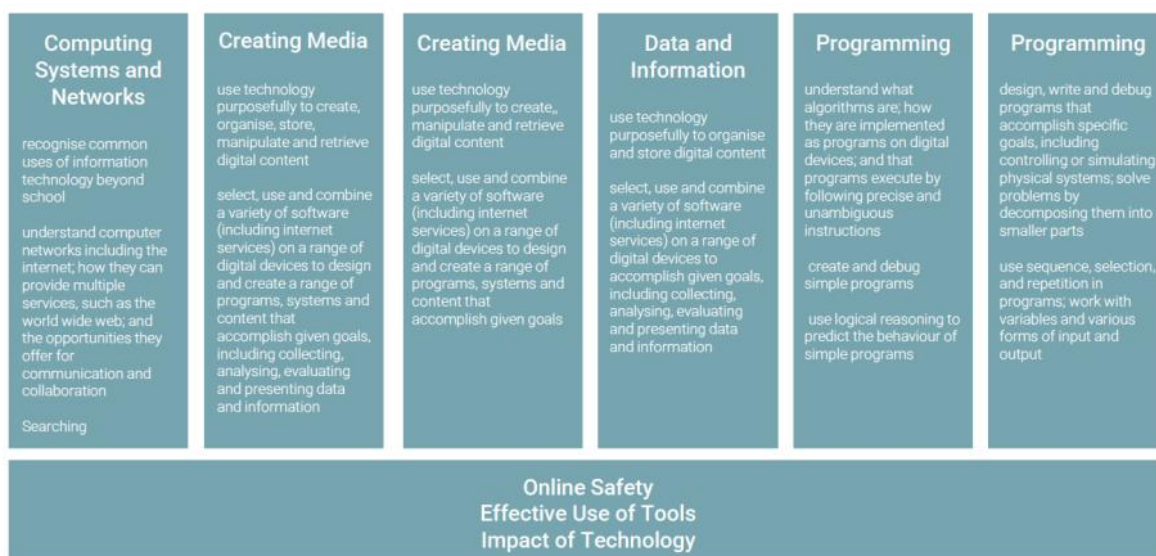 Computing
Systems and
Networks
recognise common
uses of information
technology beyond
school
understand computer
networks including the
internet; how they can
provide multiple
services, such as the
world wide web; and
the opportunities they
offer for
communication and
collaboration
Searching
Creating Media
use technology
purposefully to create,
organise, store,
manipulate and retrieve
digital content
select, use and combine
a variety of software
(including internet
services) on a range of
digital devices to design
and create a range of
programs, systems and
content that
accomplish given goals,
including collecting,
analysing, evaluating
and presenting data
and information
Creating Media
use technology
purposefully to create,,
manipulate and retrieve
digital content
select, use and combine
a variety of software
(including internet
services) on a range of
digital devices to design
and create a range of
programs, systems and
content that
accomplish given goals
Data and
Information
use technology
purposefully to organise
and store digital content
select, use and combine
a variety of software
(including internet
services) on a range of
digital devices to
accomplish given goals,
including collecting,
analysing, evaluating
and presenting data
and information
Programming
understand what
algorithms are; how
they are implemented
as programs on digital
devices; and that
programs execute by
following precise and
unambiguous
instructions
create and debug
simple programs
use logical reasoning to
predict the behaviour of
simple programs
Programming
design, write and debug
programs that
accomplish specific
goals, including
controlling or simulating
physical systems; solve
problems by
decomposing them into
smaller parts
use sequence, selection,
and repetition in
programs; work with
variables and various
forms of input and
output
Online Safety
Effective Use of Tools
Impact of Technology